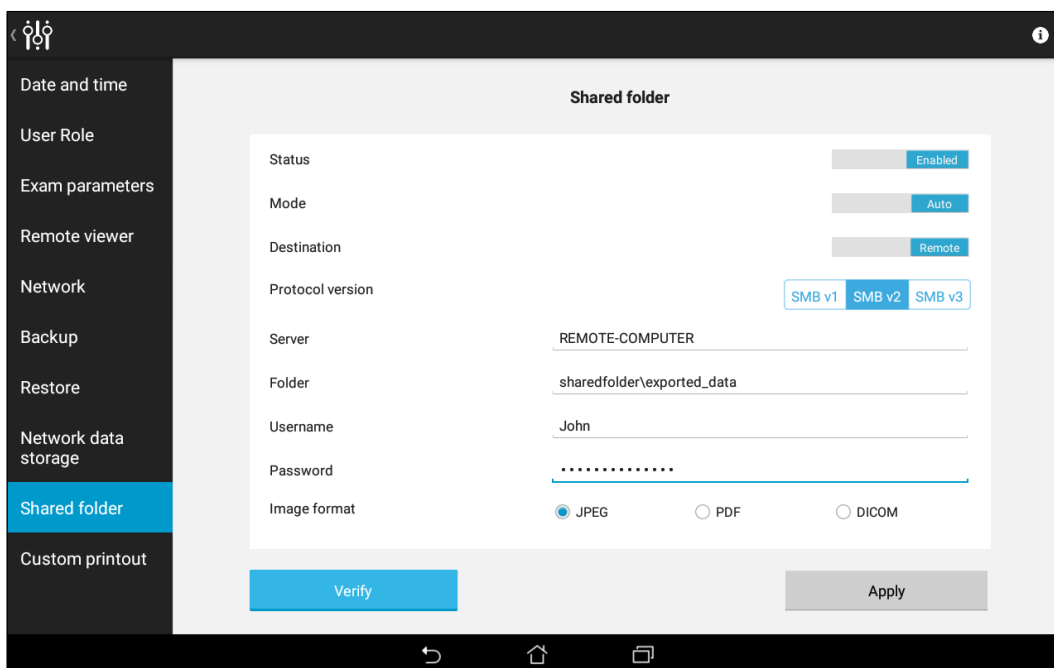 Date and time
User Role
Exam parameters
Remote viewer
Network
Backup
Restore
Network data
storage
Shared folder
Custom printout
Shared folder
Status
Enabled
Mode
Auto
Destination
Remote
Protocol version
SMB v1 SMB v2 SMB v3
Server
REMOTE-COMPUTER
Folder
sharedfolder\exported_data
Username
John
Password
••••••••••••••
Image format
JPEG PDF DICOM
Verify
Apply